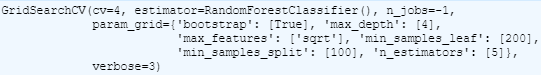 GridSearchCV(cv=4, estimator=RandomForestClassifier(), n_jobs=-1,
param_grid={'bootstrap': [True], 'max_depth': [4],
'max_features': ['sqrt'], 'min_samples_leaf': [200],
'min_samples_split': [100], 'n_estimators': [5]},
verbose=3)